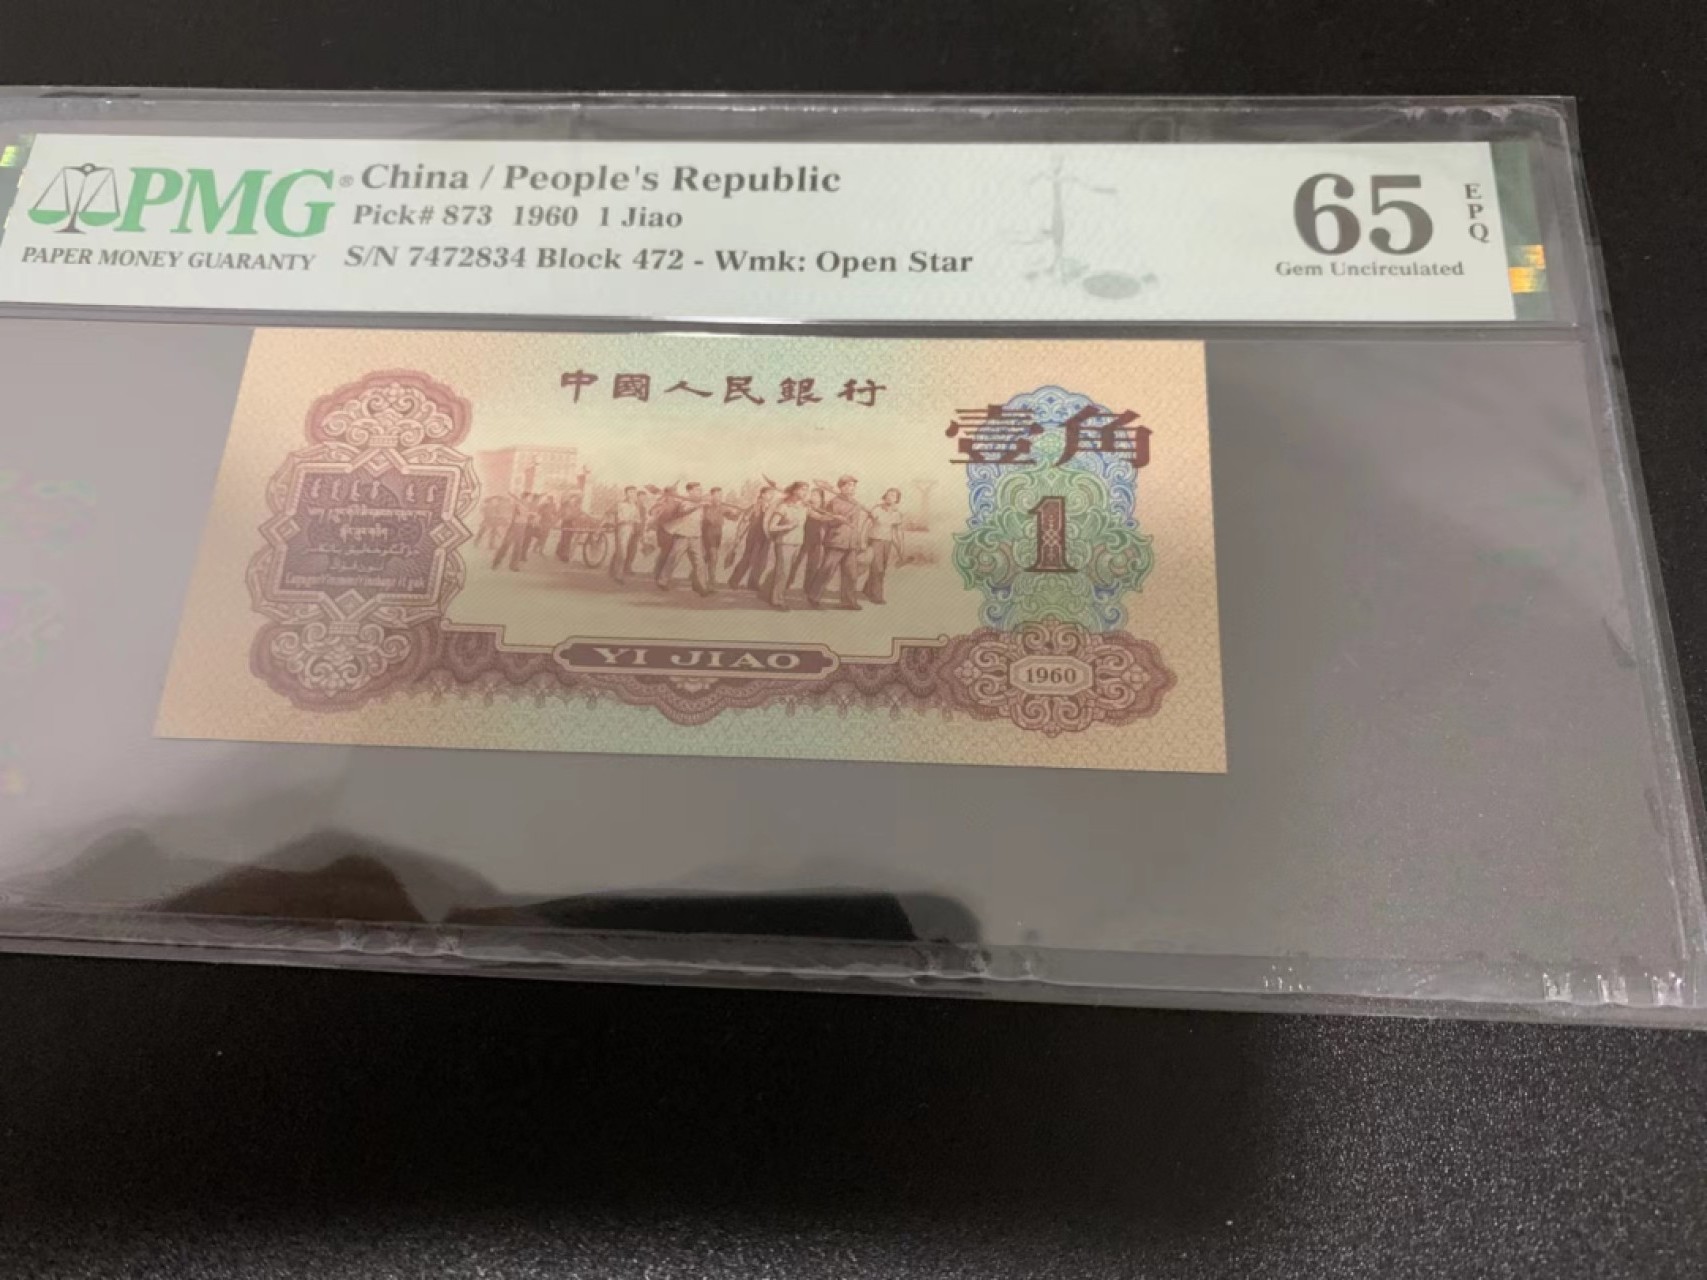 PMG® China / People's Republic
Pick# 873 1960 1 Jiao
PAPER MONEY GUARANTY S/N 7472834 Block 472 - Wmk: Open Star
65 EPQ
Gem Uncirculated
中國人民銀行
壹角
1
YI JIAO
1960